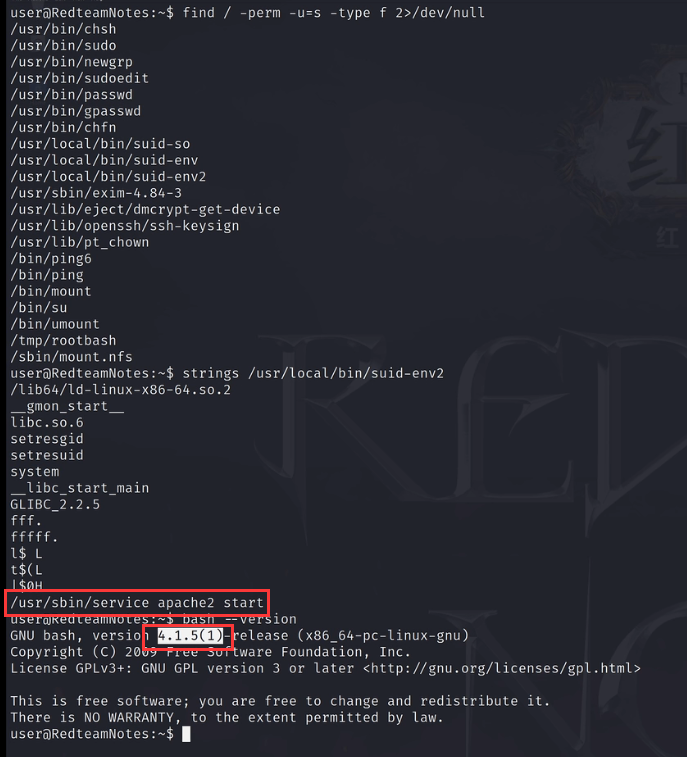 user@RedteamNotes:~$ find / -perm -u=s -type f 2>/dev/null
/usr/bin/chsh
/usr/bin/sudo
/usr/bin/newgrp
/usr/bin/sudoedit
/usr/bin/passwd
/usr/bin/gpasswd
/usr/bin/chfn
/usr/local/bin/suid-so
/usr/local/bin/suid-env
/usr/local/bin/suid-env2
/usr/sbin/exim-4.84-3
/usr/lib/eject/dmcrypt-get-device
/usr/lib/openssh/ssh-keysign
/usr/lib/pt_chown
/bin/ping6
/bin/ping
/bin/mount
/bin/su
/bin/umount
/tmp/rootbash
/sbin/mount.nfs
user@RedteamNotes:~$ strings /usr/local/bin/suid-env2
/lib64/ld-linux-x86-64.so.2
__gmon_start__
libc.so.6
setresgid
setresuid
system
__libc_start_main
GLIBC_2.2.5
fff.
fffff.
l$ L
t$(L
|$0H
/usr/sbin/service apache2 start
user@RedteamNotes:~$ bash --version
GNU bash, version 4.1.5(1)-release (x86_64-pc-linux-gnu)
Copyright (C) 2009 Free Software Foundation, Inc.
License GPLv3+: GNU GPL version 3 or later <http://gnu.org/licenses/gpl.html>
This is free software; you are free to change and redistribute it.
There is NO WARRANTY, to the extent permitted by law.
user@RedteamNotes:~$
红
红
RED
NO